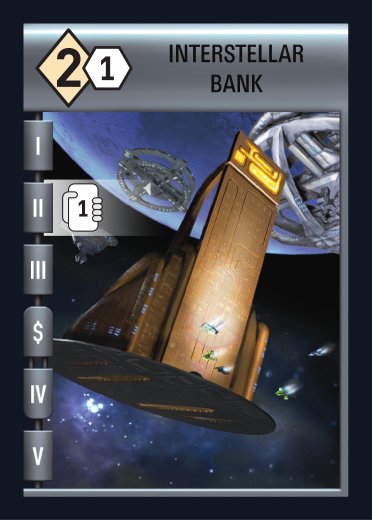 2 1
INTERSTELLAR
BANK
I
II 1
III
$
IV
V